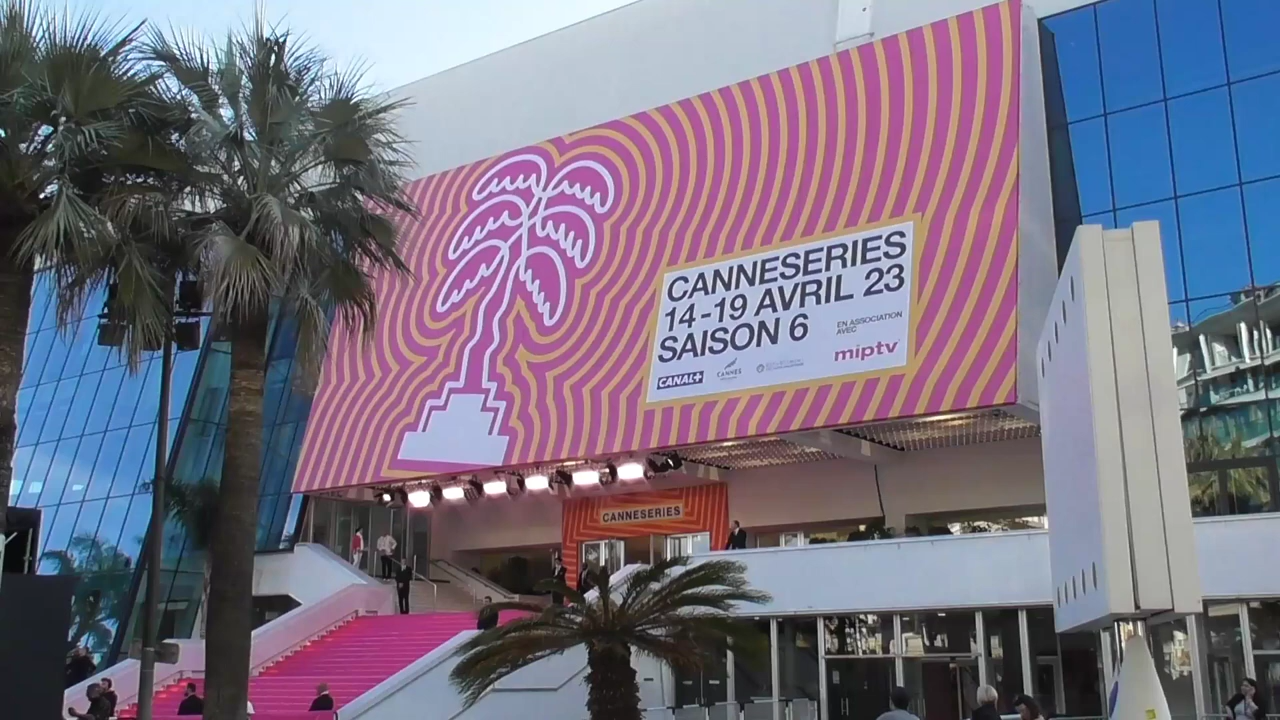 CANNESERIES
14-19 AVRIL 23
SAISON 6
EN ASSOCIATION
AVEC
miptv
CANAL+
CANNES
CANNESERIES